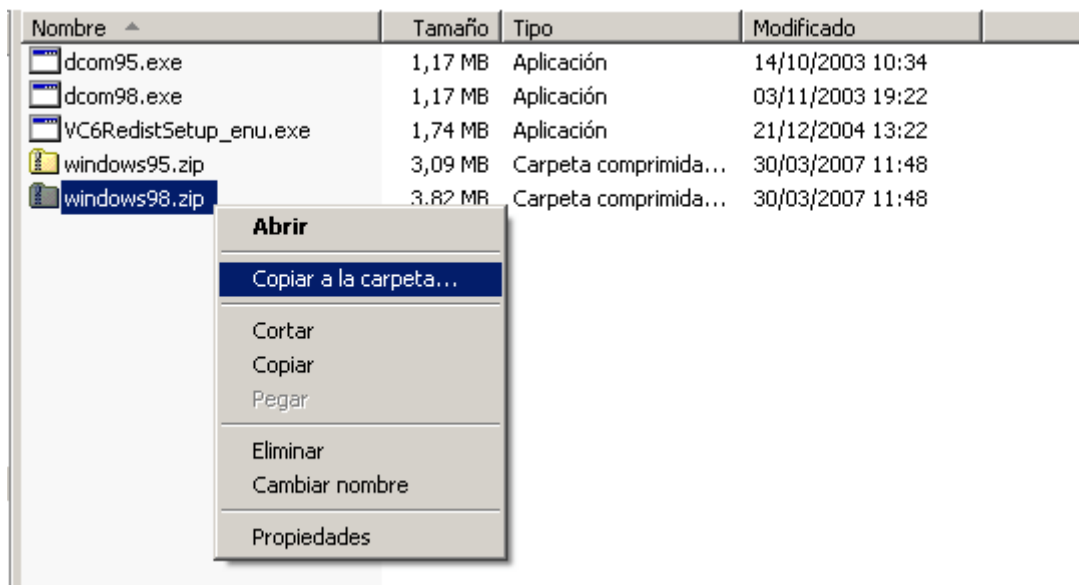 Nombre Tamaño Tipo Modificado
dcom95.exe 1,17 MB Aplicación 14/10/2003 10:34
dcom98.exe 1,17 MB Aplicación 03/11/2003 19:22
VC6RedistSetup_enu.exe 1,74 MB Aplicación 21/12/2004 13:22
windows95.zip 3,09 MB Carpeta comprimida... 30/03/2007 11:48
windows98.zip 3,82 MB Carpeta comprimida... 30/03/2007 11:48
Abrir
Copiar a la carpeta...
Cortar
Copiar
Pegar
Eliminar
Cambiar nombre
Propiedades